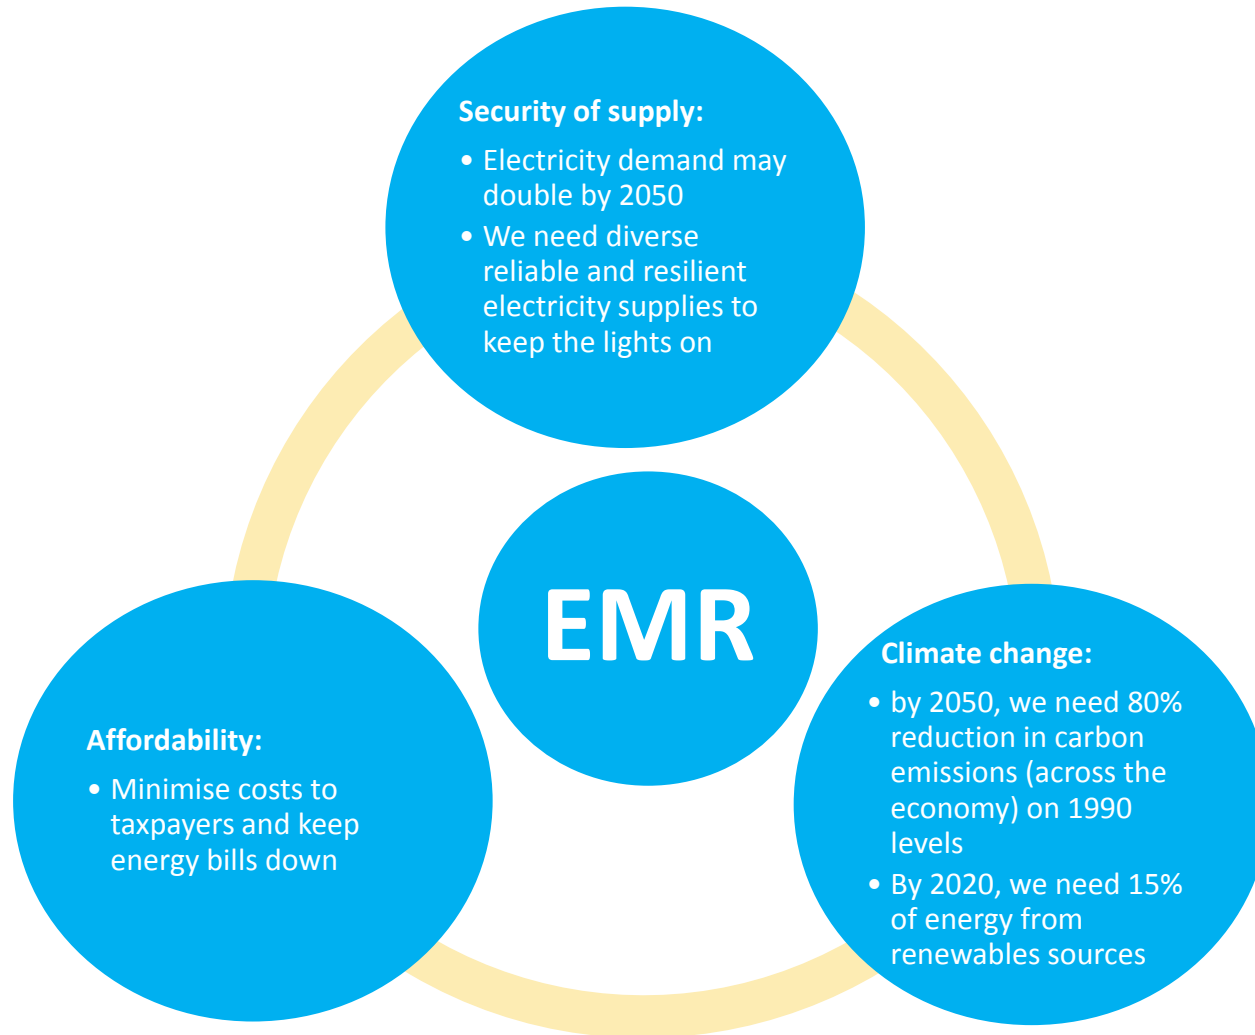 Security of supply:
• Electricity demand may
double by 2050
• We need diverse
reliable and resilient
electricity supplies to
keep the lights on
EMR
Affordability:
• Minimise costs to
taxpayers and keep
energy bills down
Climate change:
• by 2050, we need 80%
reduction in carbon
emissions (across the
economy) on 1990
levels
• By 2020, we need 15%
of energy from
renewables sources